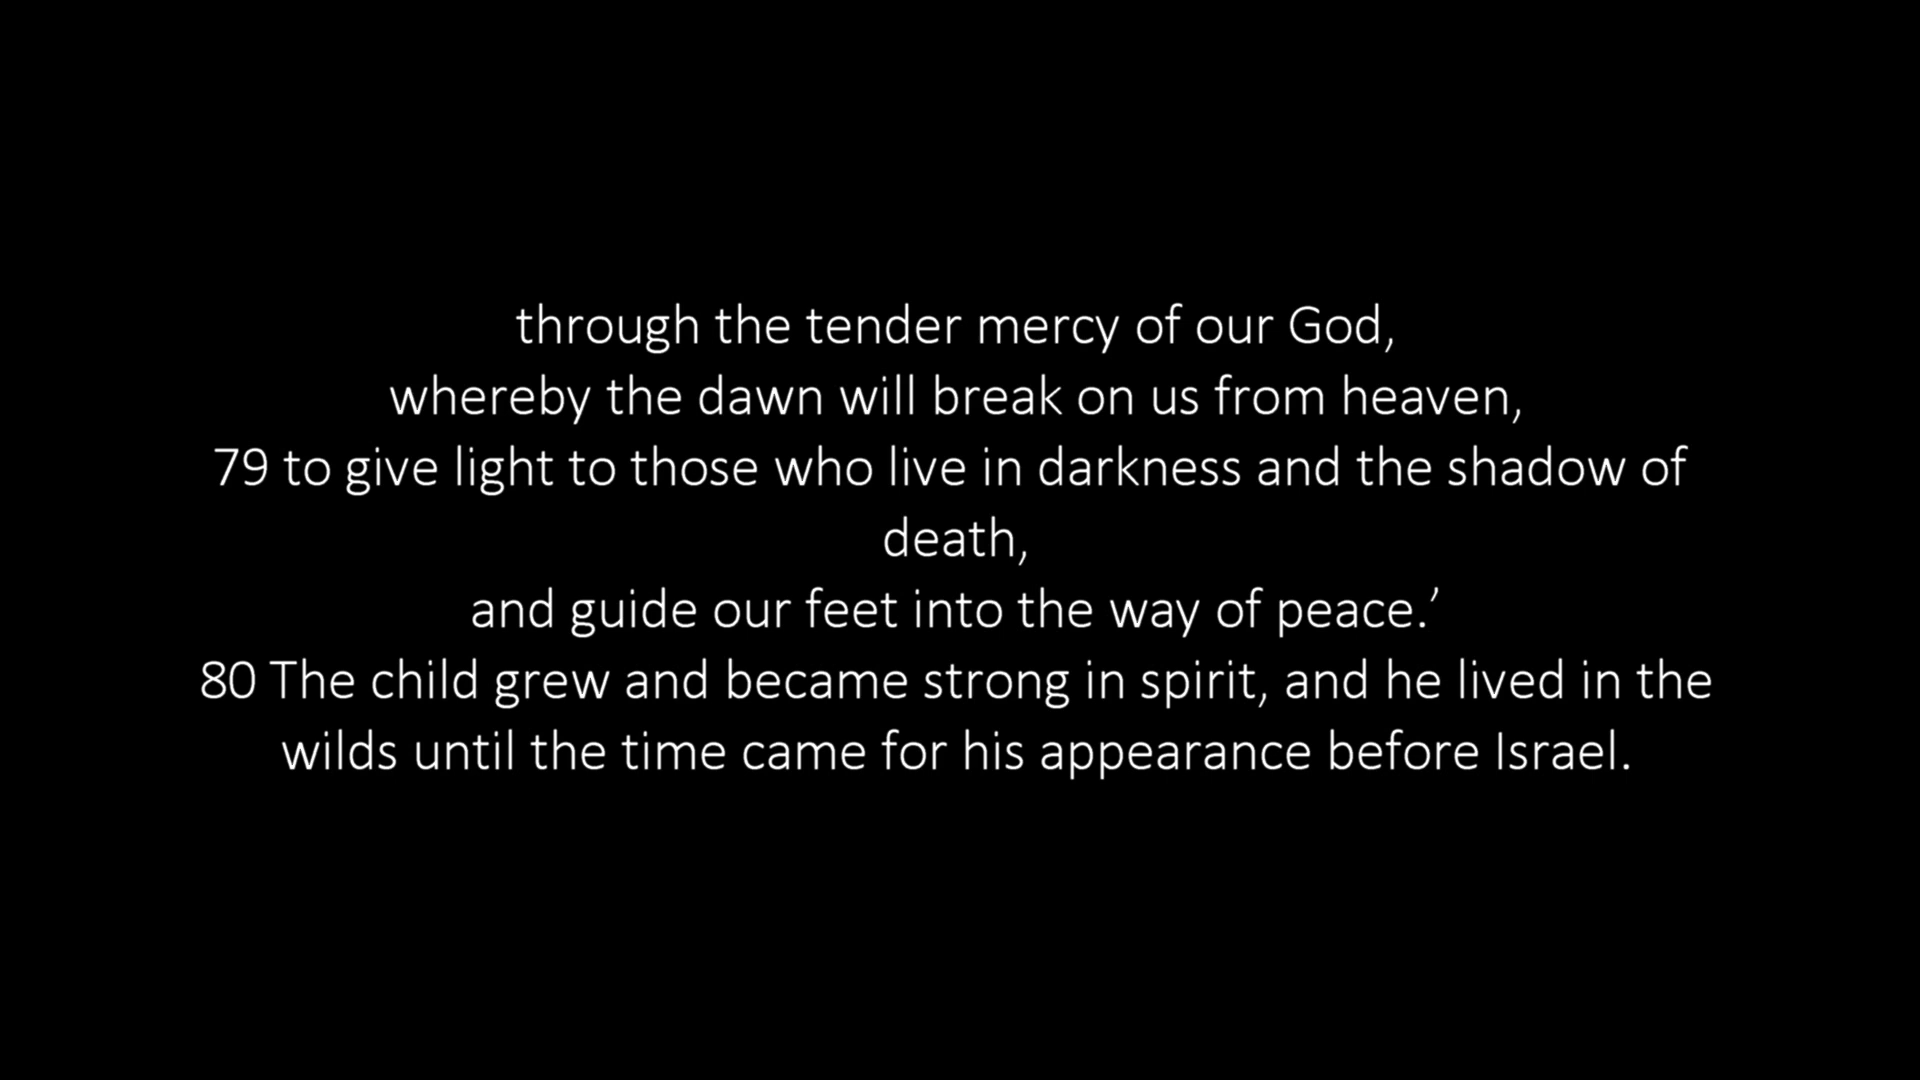 through the tender mercy of our God,
whereby the dawn will break on us from heaven,
79 to give light to those who live in darkness and the shadow of
death,
and guide our feet into the way of peace.’
80 The child grew and became strong in spirit, and he lived in the
wilds until the time came for his appearance before Israel.